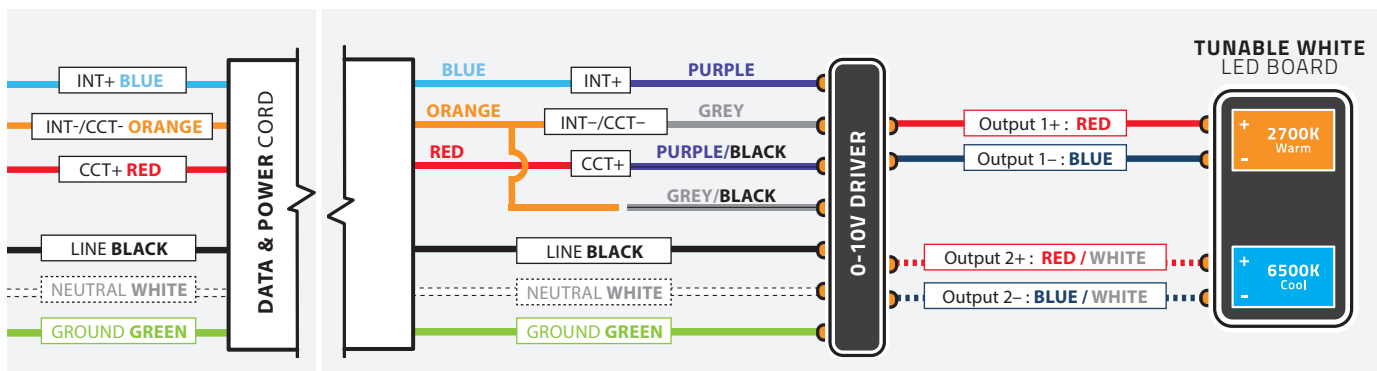 INT+ BLUE
INT-/CCT- ORANGE
CCT+ RED
LINE BLACK
NEUTRAL WHITE
GROUND GREEN
DATA & POWER CORD
BLUE
INT+
PURPLE
ORANGE
INT–/CCT–
GREY
RED
CCT+
PURPLE/BLACK
GREY/BLACK
LINE BLACK
NEUTRAL WHITE
GROUND GREEN
0-10V DRIVER
Output 1+ : RED
Output 1– : BLUE
Output 2+ : RED / WHITE
Output 2– : BLUE / WHITE
TUNABLE WHITE
LED BOARD
+
2700K
Warm
-
+
6500K
Cool
-